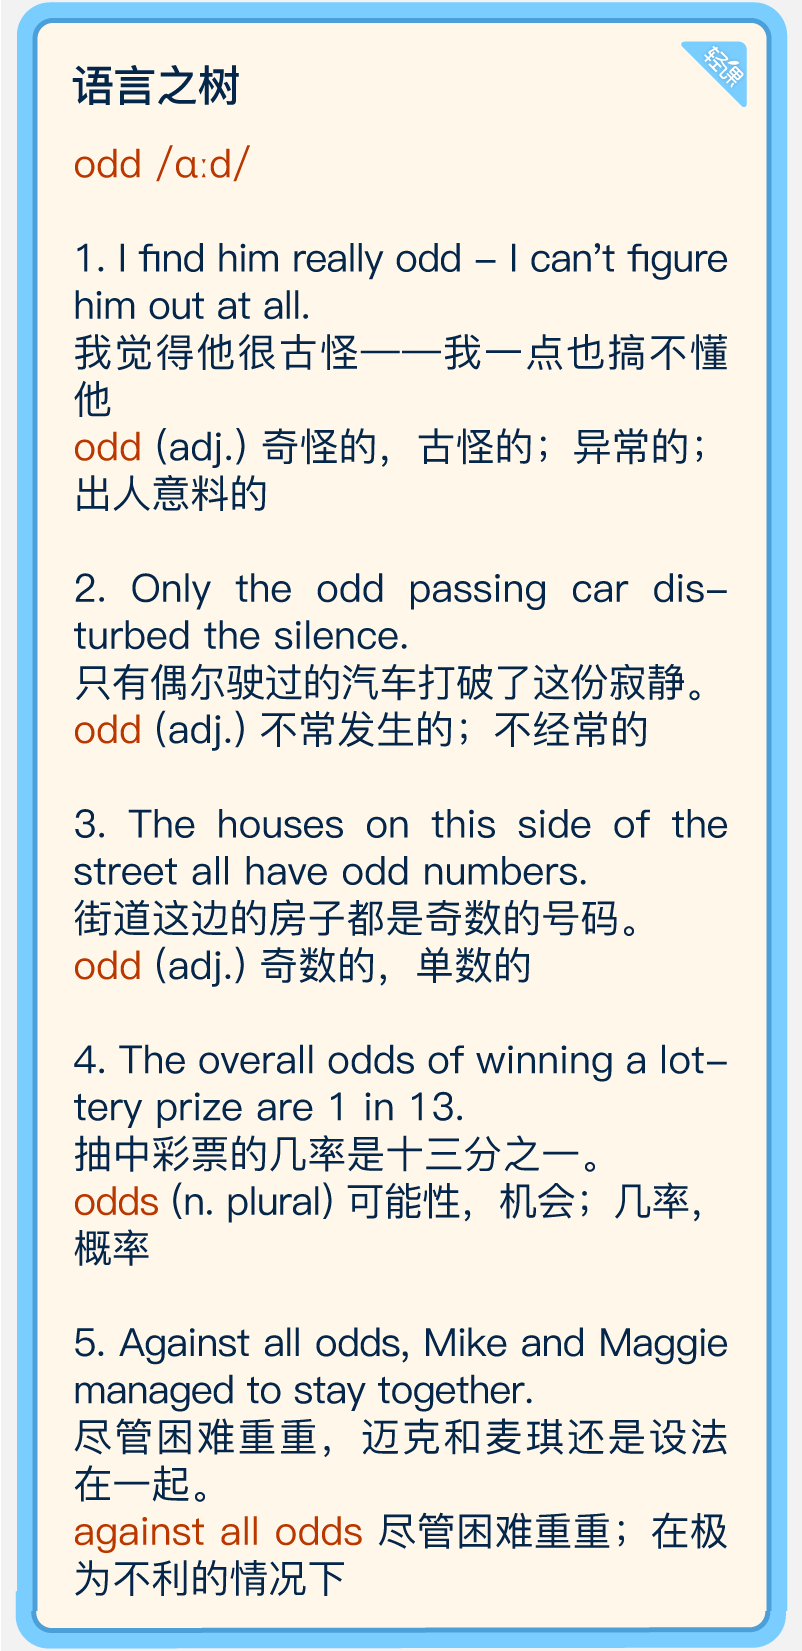 语言之树
轻课
odd /ɑːd/
1. I find him really odd – I can’t figure
him out at all.
我觉得他很古怪——我一点也搞不懂
他
odd (adj.) 奇怪的，古怪的；异常的；
出人意料的
2. Only the odd passing car dis–
turbed the silence.
只有偶尔驶过的汽车打破了这份寂静。
odd (adj.) 不常发生的；不经常的
3. The houses on this side of the
street all have odd numbers.
街道这边的房子都是奇数的号码。
odd (adj.) 奇数的，单数的
4. The overall odds of winning a lot–
tery prize are 1 in 13.
抽中彩票的几率是十三分之一。
odds (n. plural) 可能性，机会；几率，
概率
5. Against all odds, Mike and Maggie
managed to stay together.
尽管困难重重，迈克和麦琪还是设法
在一起。
against all odds 尽管困难重重；在极
为不利的情况下